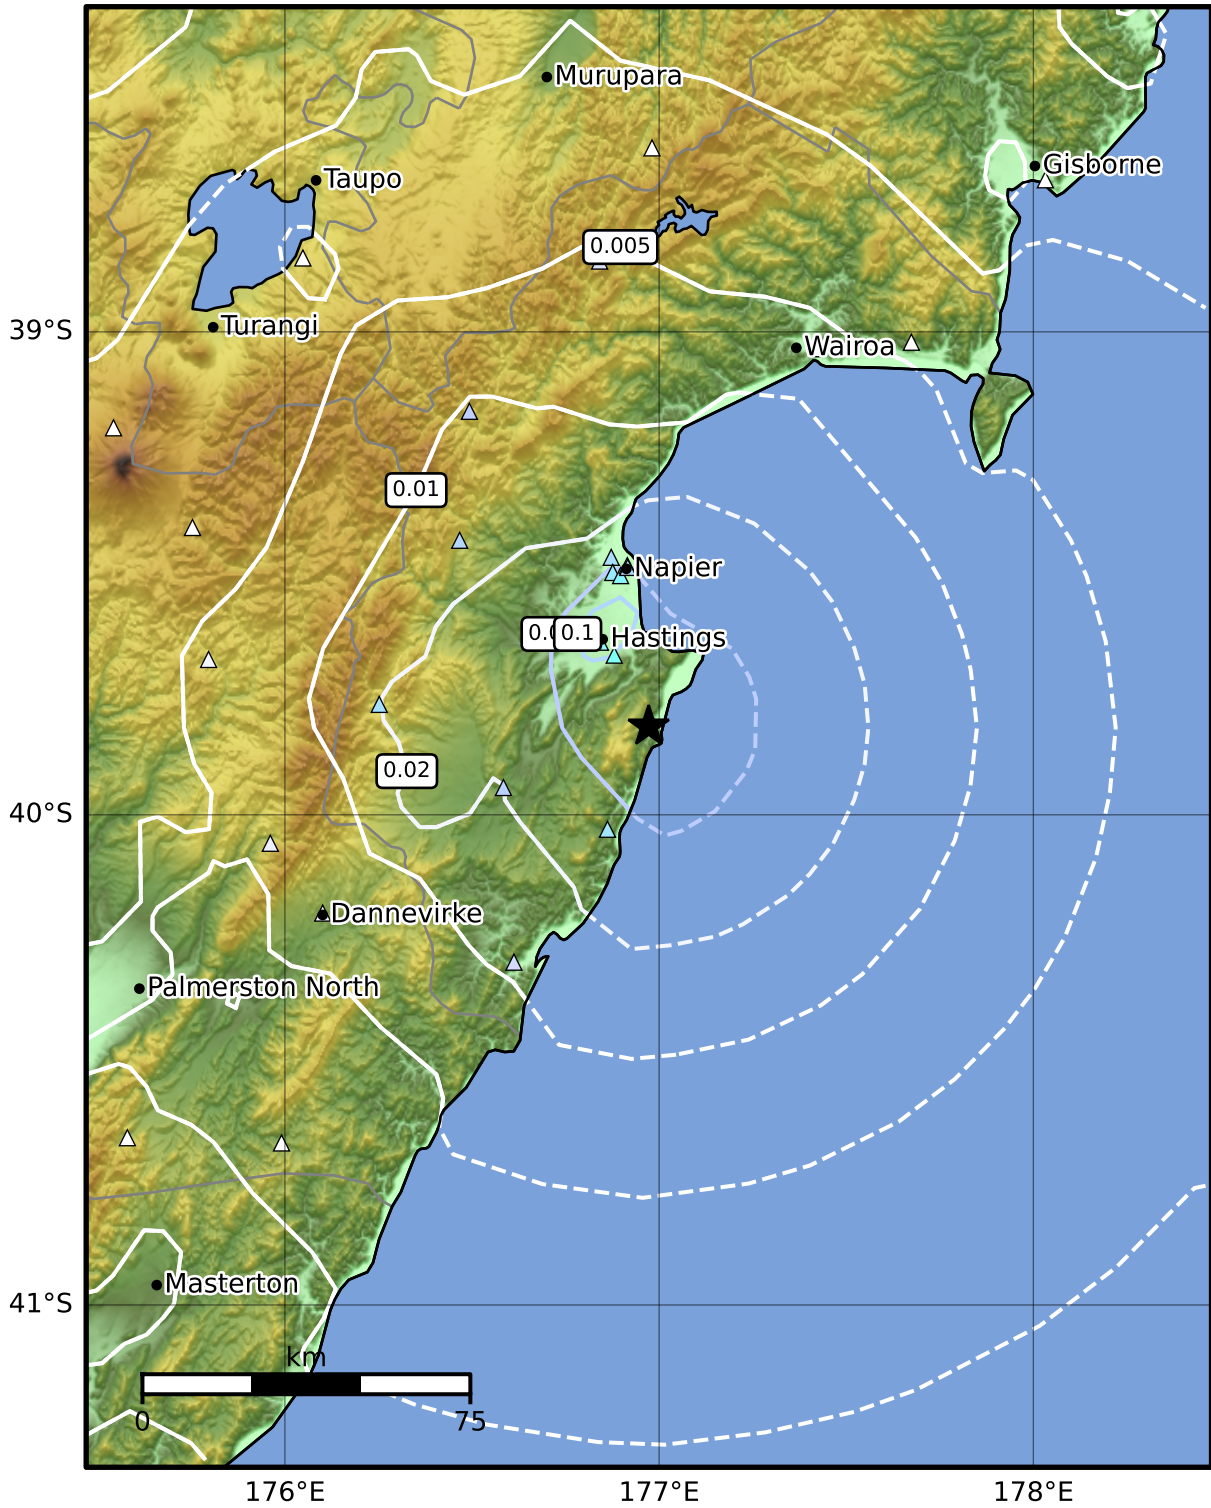 Murupara
Gisborne
Taupo
0.005
39°S
Turangi
Wairoa
0.01
Napier
0.1
Hastings
0.02
40°S
Dannevirke
Palmerston North
41°S
Masterton
km
0
75
176°E
177°E
178°E